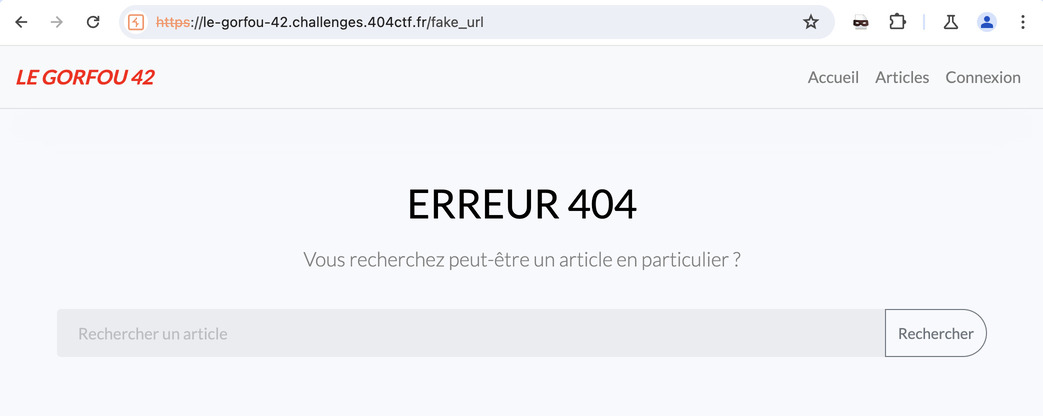 https://le-gorfou-42.challenges.404ctf.fr/fake_url
LE GORFOU 42
Accueil Articles Connexion
ERREUR 404
Vous recherchez peut-être un article en particulier ?
Rechercher un article Rechercher